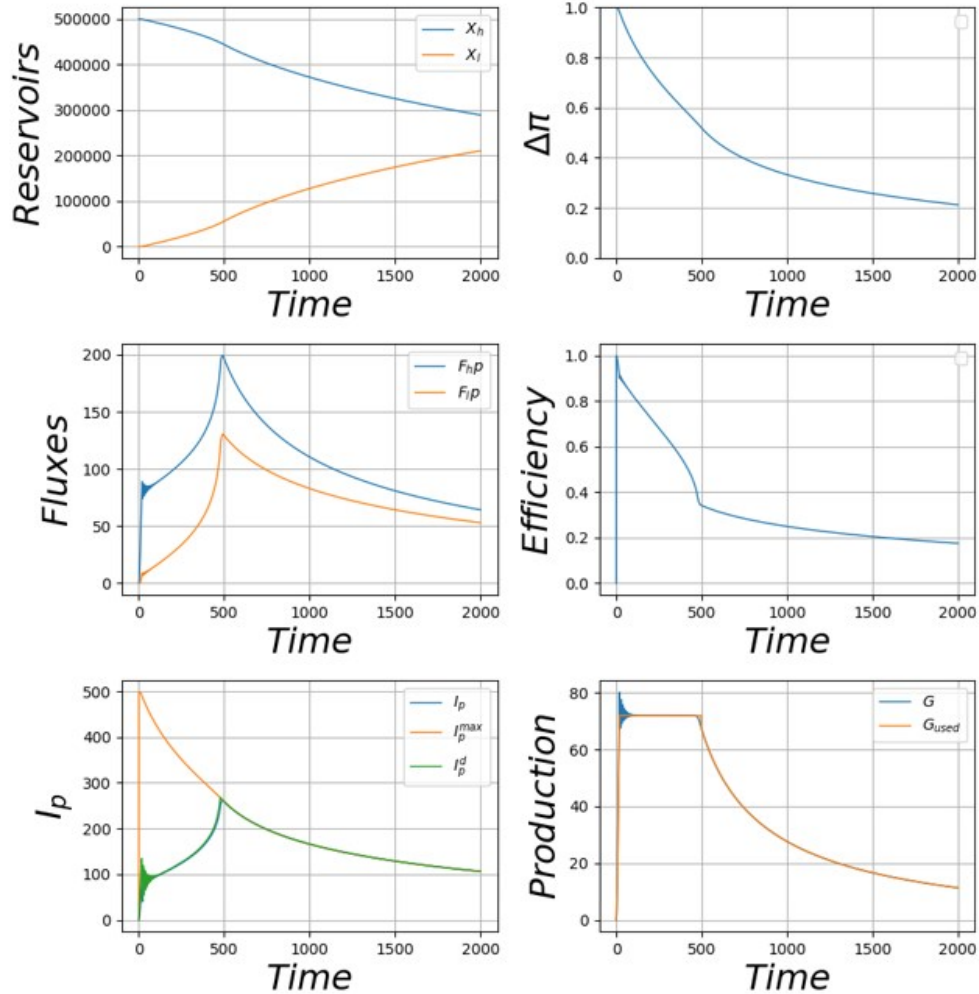 Reservoirs
500000
400000
300000
200000
100000
0
X_h
X_l
0 500 1000 1500 2000
Time
Δπ
1.0
0.8
0.6
0.4
0.2
0.0
0 500 1000 1500 2000
Time
Fluxes
200
150
100
50
0
F_hp
F_lp
0 500 1000 1500 2000
Time
Efficiency
1.0
0.8
0.6
0.4
0.2
0.0
0 500 1000 1500 2000
Time
I_p
500
400
300
200
100
0
I_p
I_p^max
I_p^d
0 500 1000 1500 2000
Time
Production
80
60
40
20
0
G
G_used
0 500 1000 1500 2000
Time